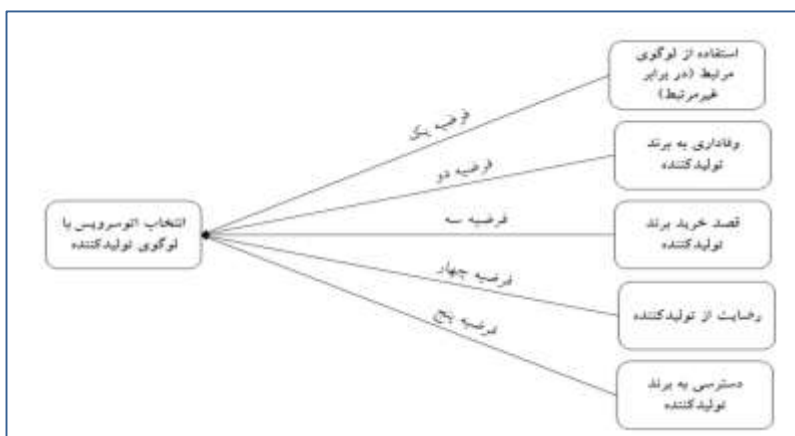 استفاده از لوگوی
مرتبط (در برابر
غیرمرتبط)
فرضیه یک
وفاداری به برند
تولیدکننده
فرضیه دو
قصد خرید برند
تولیدکننده
فرضیه سه
انتخاب اتوسرویس با
لوگوی تولیدکننده
رضایت از تولیدکننده
فرضیه چهار
دسترسی به برند
تولیدکننده
فرضیه پنج